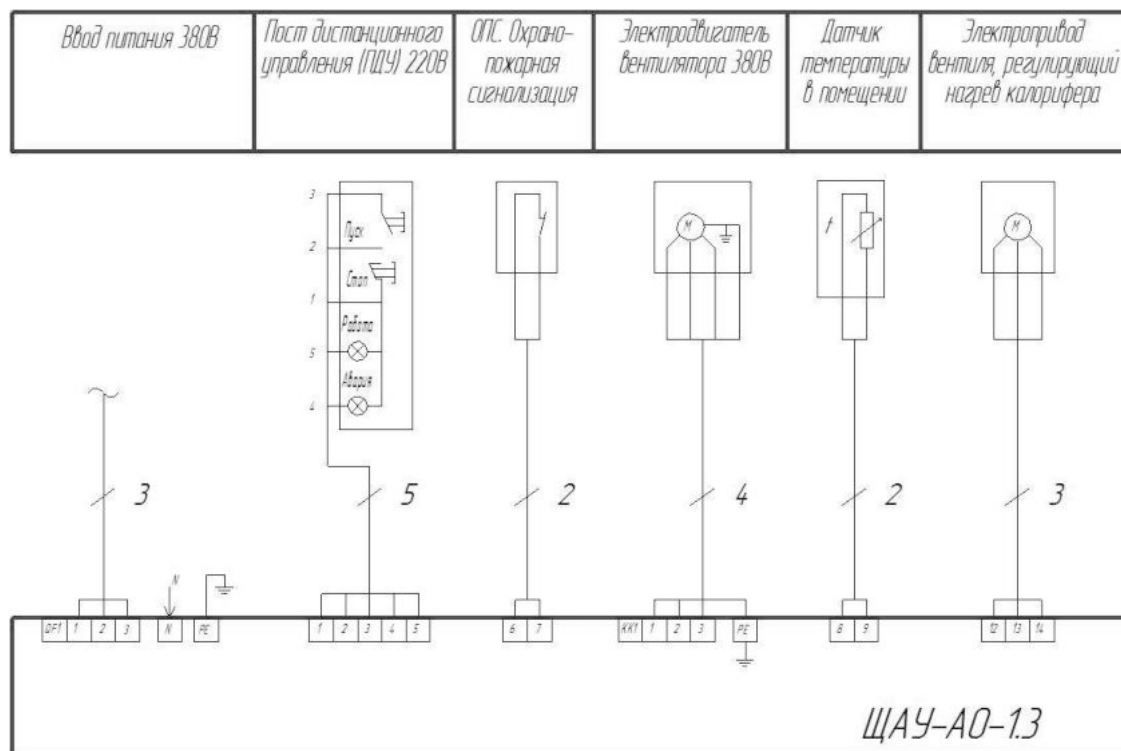 Ввод питания 380В
Пост дистанционного
управления (ПДУ) 220В
ОПС. Охрано-
пожарная
сигнализация
Электродвигатель
вентилятора 380В
Датчик
температуры
в помещении
Электропривод
вентиля, регулирующий
нагрев калорифера
3
Пуск
2
Стоп
1
Работа
5
Авария
4
М
t
М
3
5
2
4
2
3
N
QF1 1 2 3
N
PE
1 2 3 4 5
6 7
КК1 1 2 3
PE
8 9
12 13 14
ЩАУ-АО-1.3